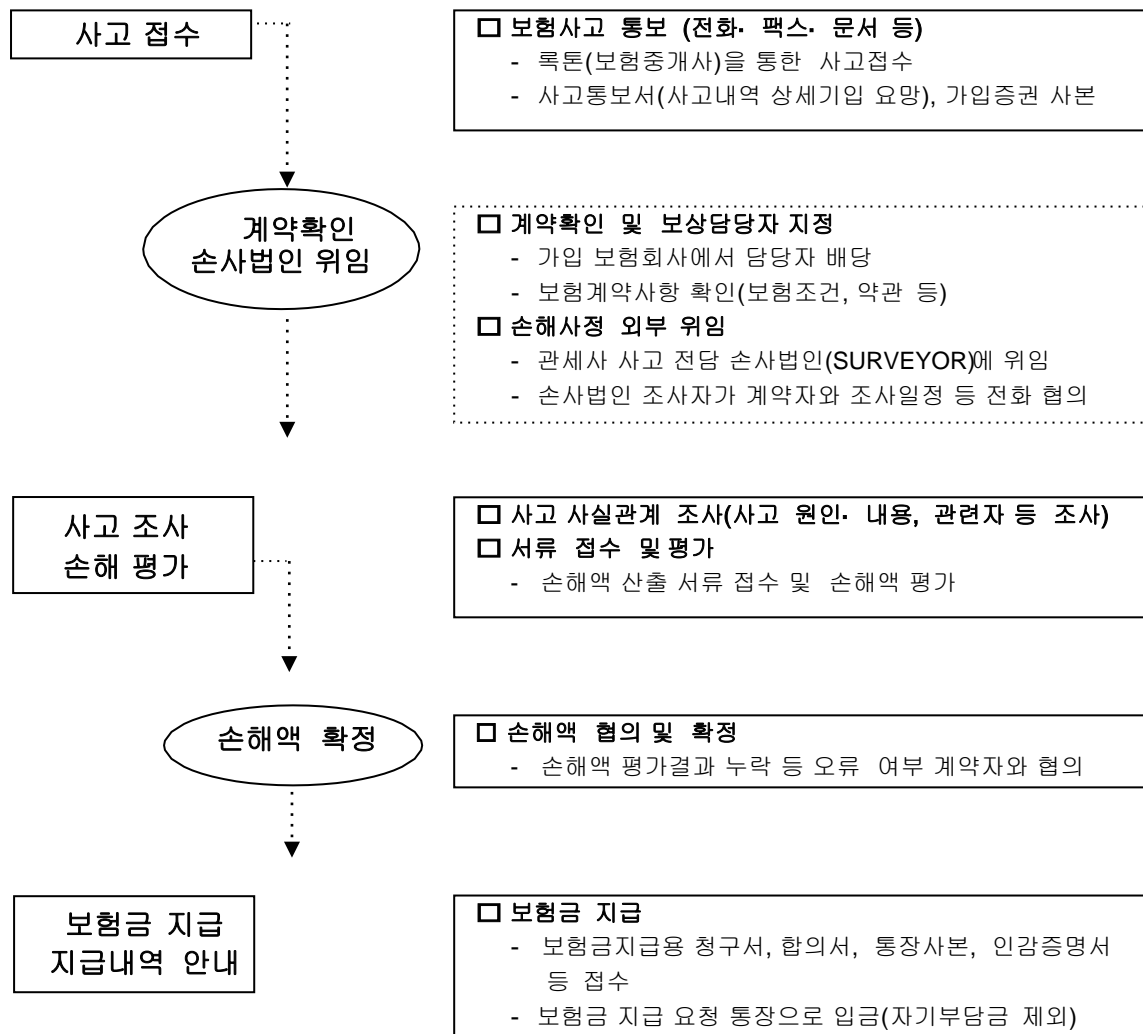 사고 접수
□ 보험사고 통보 (전화· 팩스· 문서 등)
- 록톤(보험중개사)을 통한 사고접수
- 사고통보서(사고내역 상세기입 요망), 가입증권 사본
계약확인
손사법인 위임
□ 계약확인 및 보상담당자 지정
- 가입 보험회사에서 담당자 배당
- 보험계약사항 확인(보험조건, 약관 등)
□ 손해사정 외부 위임
- 관세사 사고 전담 손사법인(SURVEYOR)에 위임
- 손사법인 조사자가 계약자와 조사일정 등 전화 협의
사고 조사
손해 평가
□ 사고 사실관계 조사(사고 원인· 내용, 관련자 등 조사)
□ 서류 접수 및 평가
- 손해액 산출 서류 접수 및 손해액 평가
손해액 확정
□ 손해액 협의 및 확정
- 손해액 평가결과 누락 등 오류 여부 계약자와 협의
보험금 지급
지급내역 안내
□ 보험금 지급
- 보험금지급용 청구서, 합의서, 통장사본, 인감증명서
등 접수
- 보험금 지급 요청 통장으로 입금(자기부담금 제외)